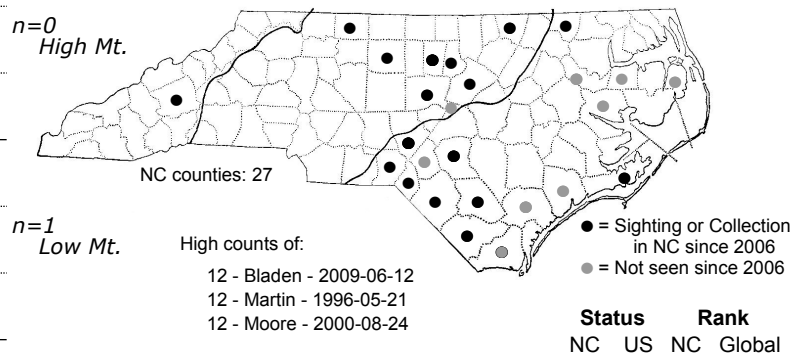 n=0
High Mt.
NC counties: 27
n=1
Low Mt.
High counts of:
12 - Bladen - 2009-06-12
12 - Martin - 1996-05-21
12 - Moore - 2000-08-24
= Sighting or Collection
in NC since 2006
= Not seen since 2006
Status Rank
NC US NC Global